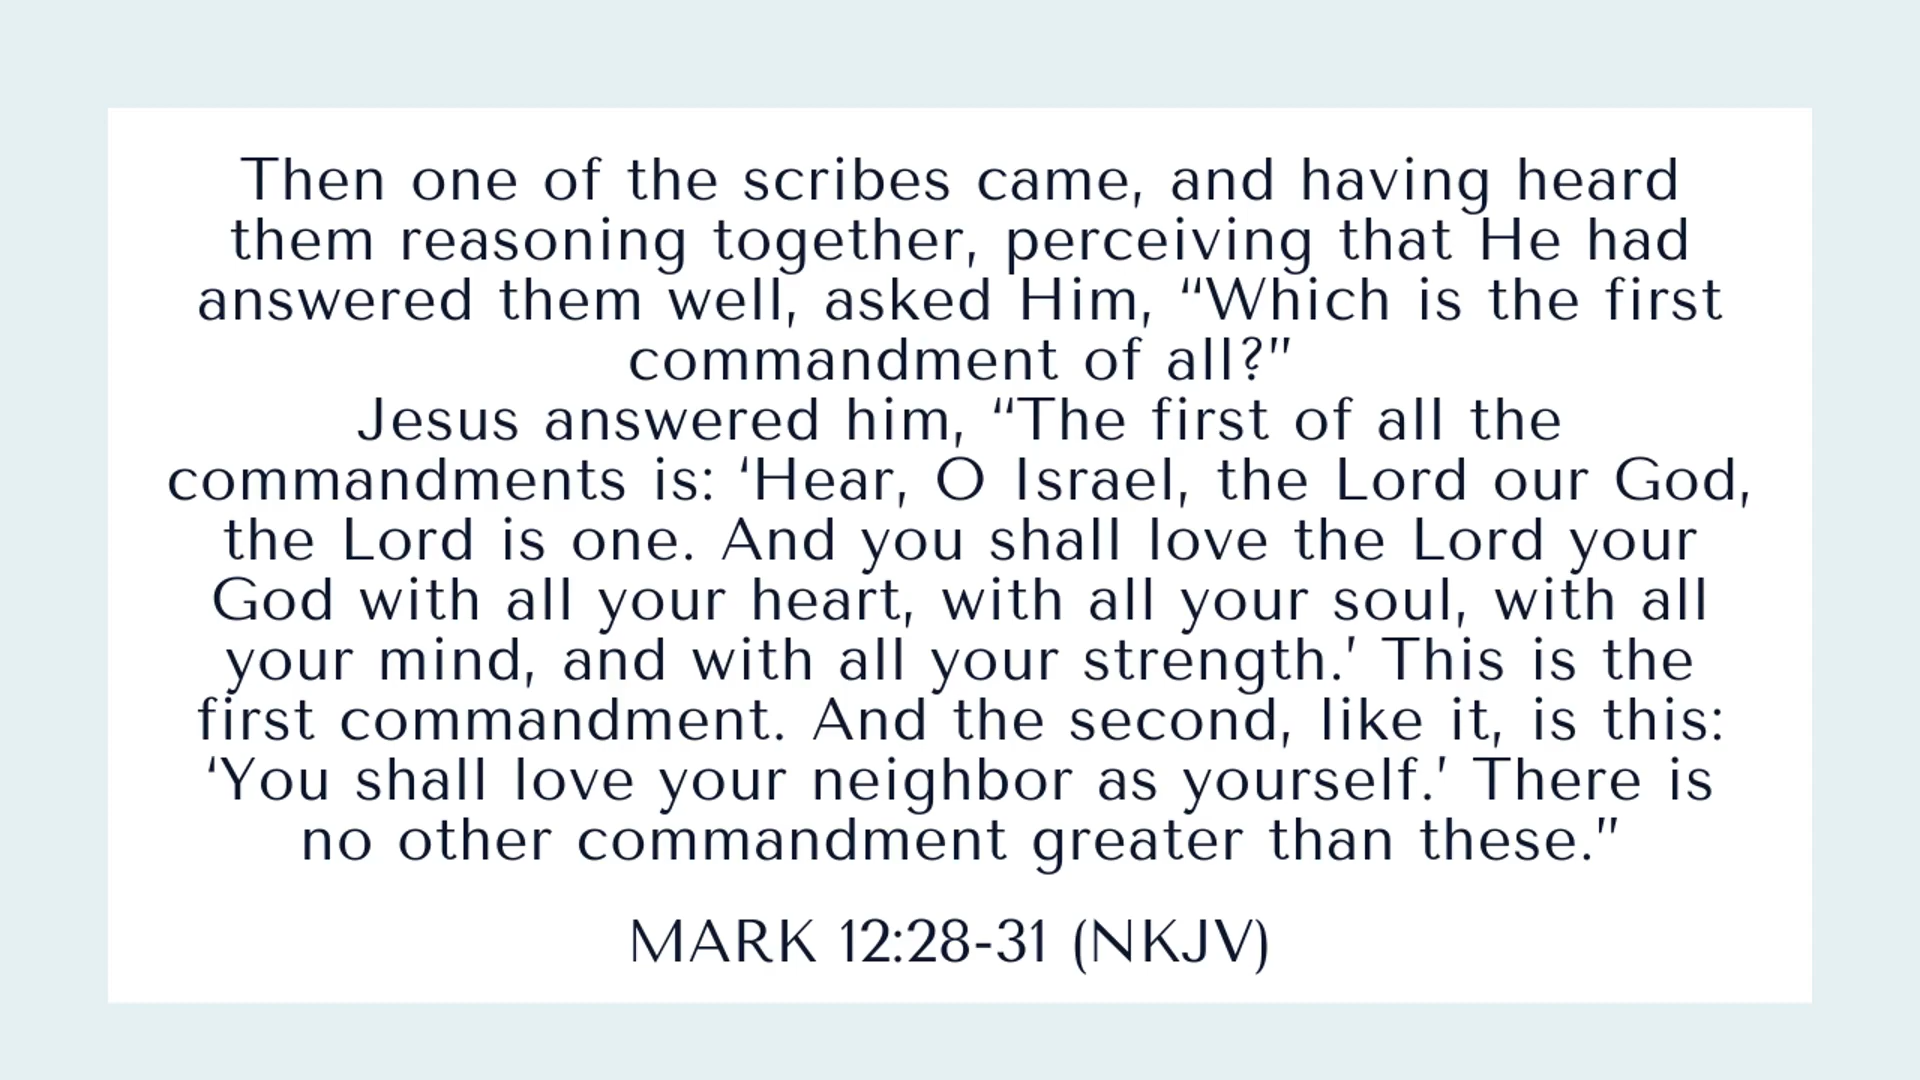 Then one of the scribes came, and having heard
them reasoning together, perceiving that He had
answered them well, asked Him, “Which is the first
commandment of all?”
Jesus answered him, “The first of all the
commandments is: ‘Hear, O Israel, the Lord our God,
the Lord is one. And you shall love the Lord your
God with all your heart, with all your soul, with all
your mind, and with all your strength.’ This is the
first commandment. And the second, like it, is this:
‘You shall love your neighbor as yourself.’ There is
no other commandment greater than these.”
MARK 12:28-31 (NKJV)